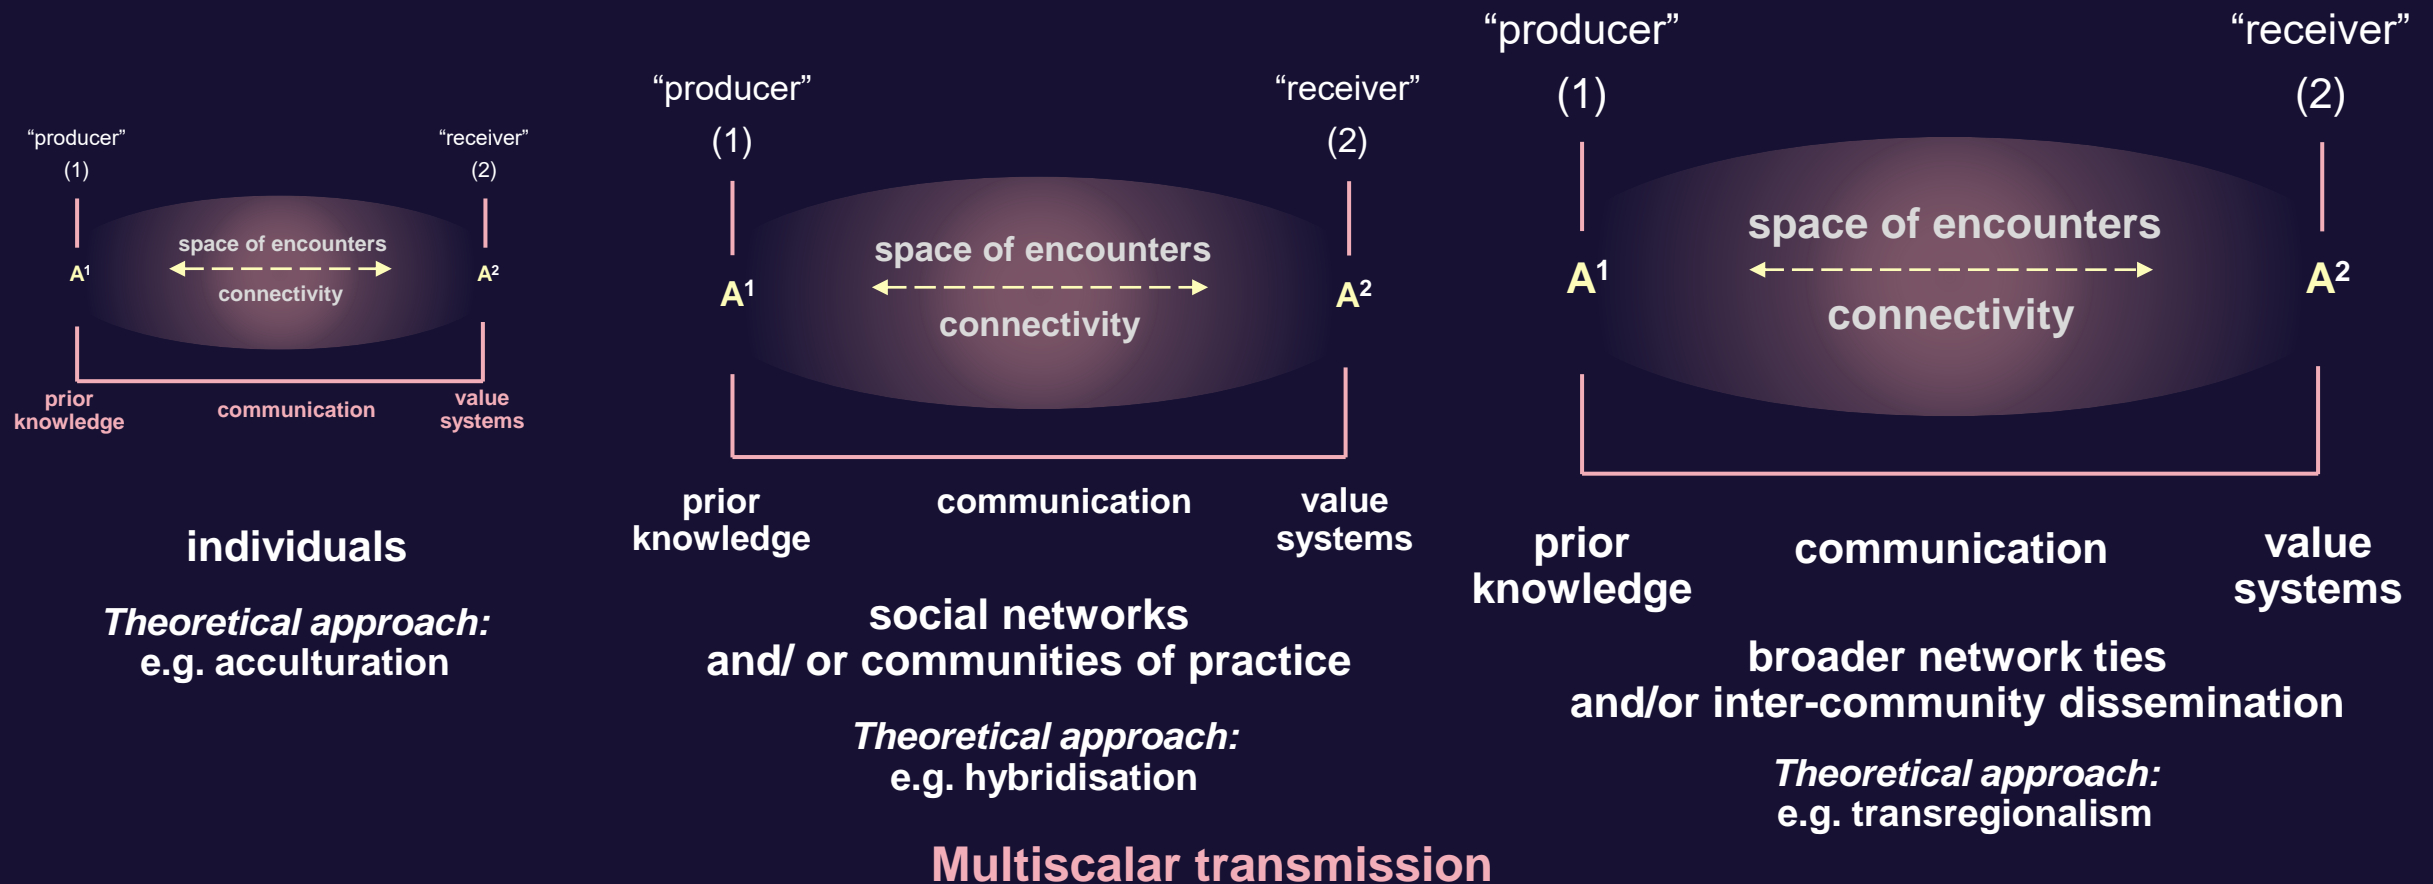 “producer”
“receiver”
(1)
(2)
A¹
space of encounters
connectivity
A²
prior
knowledge
communication
value
systems
individuals
Theoretical approach:
e.g. acculturation
“producer”
“receiver”
(1)
(2)
A¹
space of encounters
connectivity
A²
prior
knowledge
communication
value
systems
social networks
and/ or communities of practice
Theoretical approach:
e.g. hybridisation
“producer”
“receiver”
(1)
(2)
A¹
space of encounters
connectivity
A²
prior
knowledge
communication
value
systems
broader network ties
and/or inter-community dissemination
Theoretical approach:
e.g. transregionalism
Multiscalar transmission